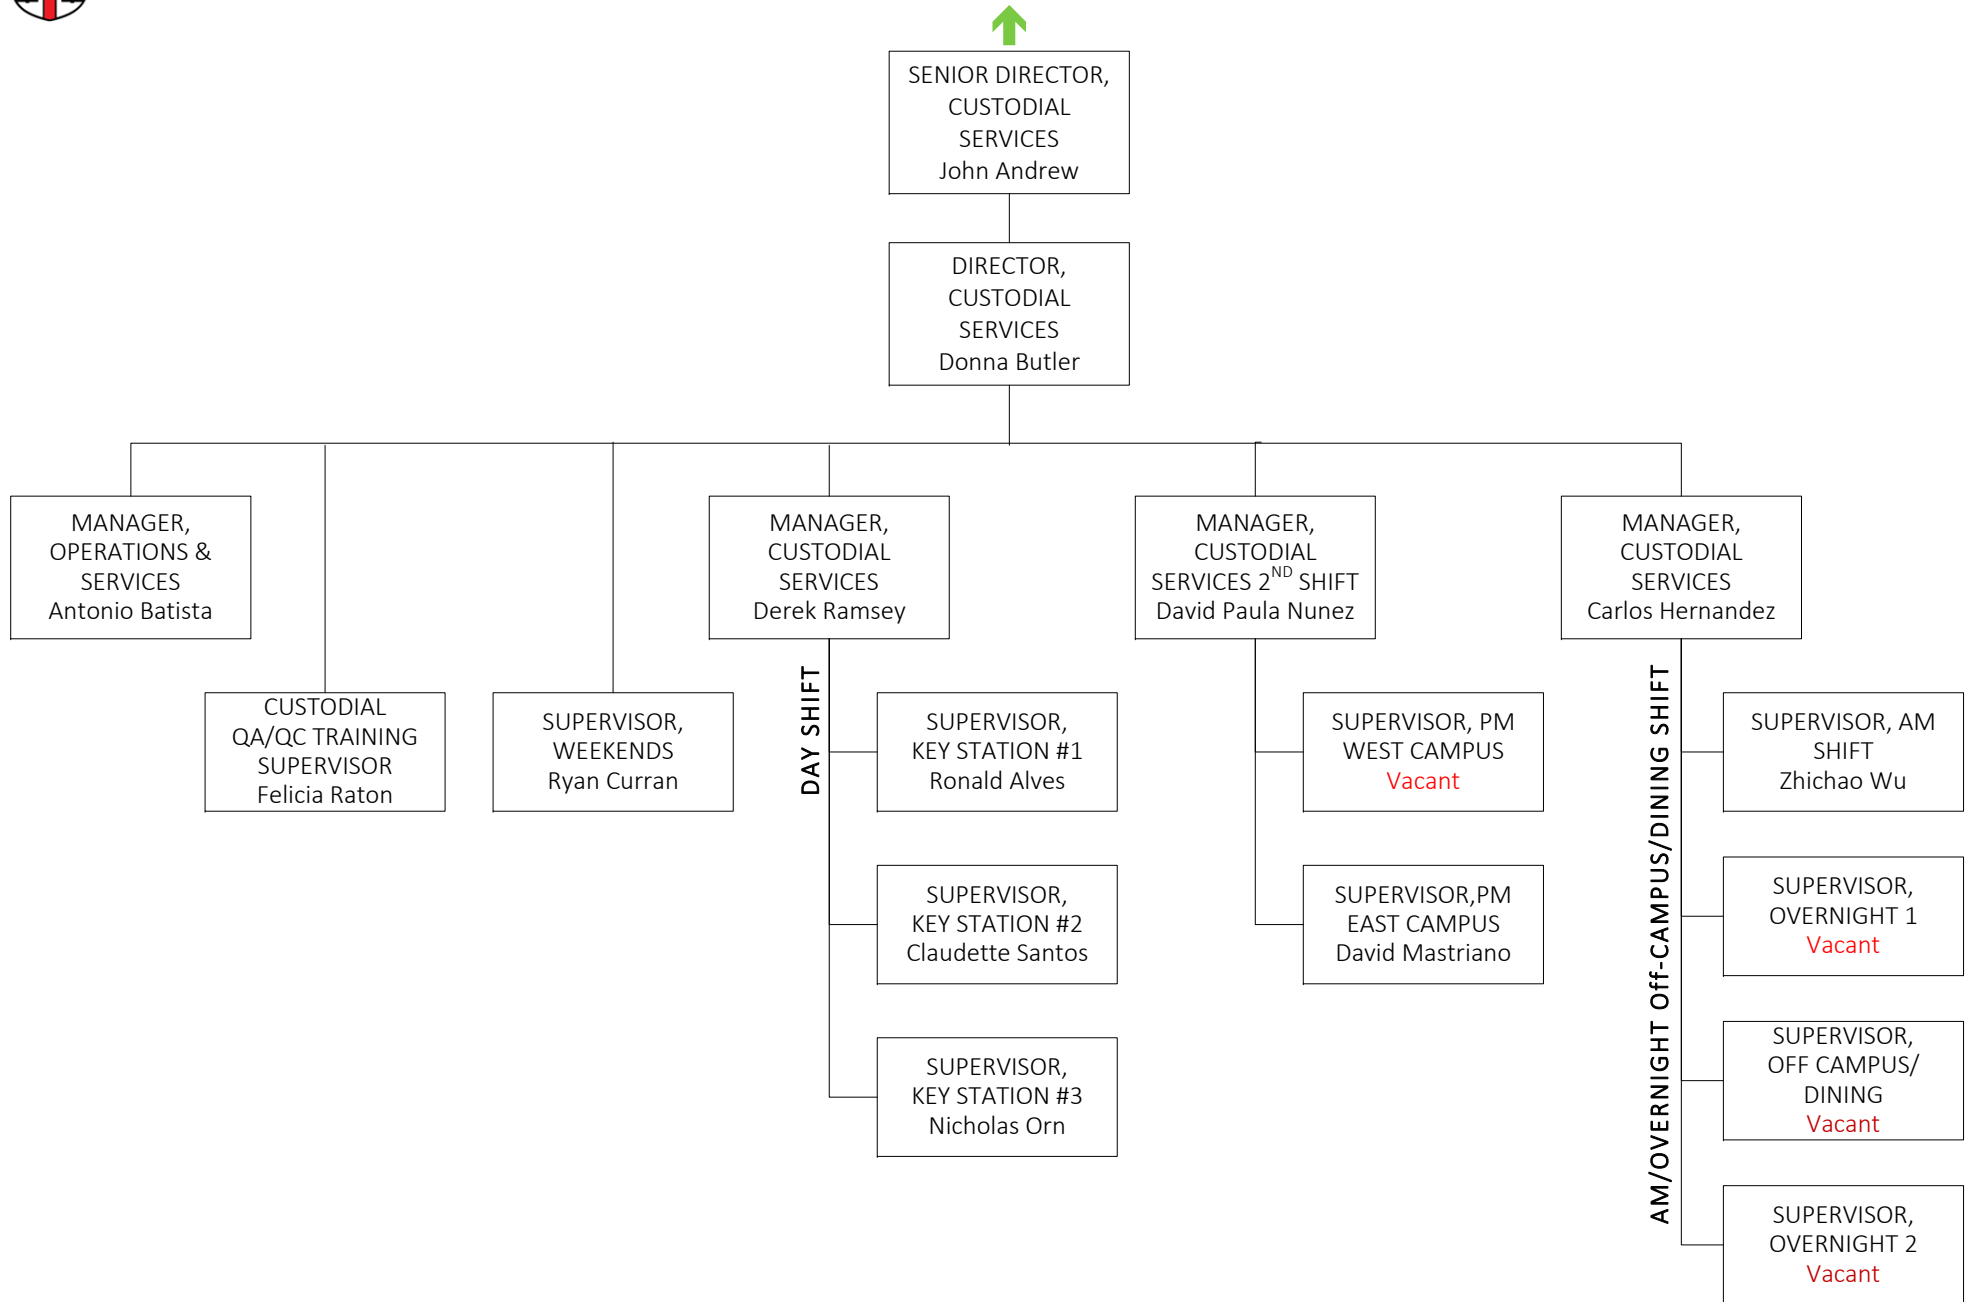 SENIOR DIRECTOR,
CUSTODIAL
SERVICES
John Andrew
DIRECTOR,
CUSTODIAL
SERVICES
Donna Butler
MANAGER,
OPERATIONS &
SERVICES
Antonio Batista
CUSTODIAL
QA/QC TRAINING
SUPERVISOR
Felicia Raton
SUPERVISOR,
WEEKENDS
Ryan Curran
MANAGER,
CUSTODIAL
SERVICES
Derek Ramsey
DAY SHIFT
SUPERVISOR,
KEY STATION #1
Ronald Alves
SUPERVISOR,
KEY STATION #2
Claudette Santos
SUPERVISOR,
KEY STATION #3
Nicholas Orn
MANAGER,
CUSTODIAL
SERVICES 2ND SHIFT
David Paula Nunez
SUPERVISOR, PM
WEST CAMPUS
Vacant
SUPERVISOR,PM
EAST CAMPUS
David Mastriano
MANAGER,
CUSTODIAL
SERVICES
Carlos Hernandez
AM/OVERNIGHT Off-CAMPUS/DINING SHIFT
SUPERVISOR, AM
SHIFT
Zhichao Wu
SUPERVISOR,
OVERNIGHT 1
Vacant
SUPERVISOR,
OFF CAMPUS/
DINING
Vacant
SUPERVISOR,
OVERNIGHT 2
Vacant